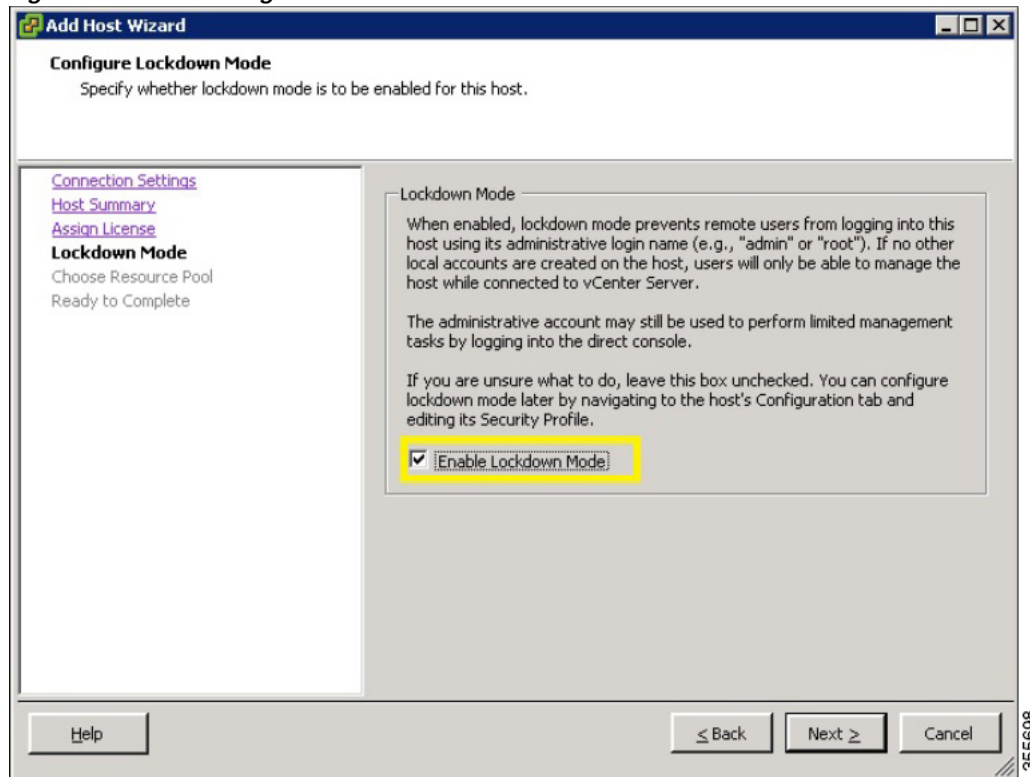 Add Host Wizard
Configure Lockdown Mode
Specify whether lockdown mode is to be enabled for this host.
Connection Settings
Host Summary
Assign License
Lockdown Mode
Choose Resource Pool
Ready to Complete
Lockdown Mode
When enabled, lockdown mode prevents remote users from logging into this
host using its administrative login name (e.g., "admin" or "root"). If no other
local accounts are created on the host, users will only be able to manage the
host while connected to vCenter Server.
The administrative account may still be used to perform limited management
tasks by logging into the direct console.
If you are unsure what to do, leave this box unchecked. You can configure
lockdown mode later by navigating to the host's Configuration tab and
editing its Security Profile.
Enable Lockdown Mode
Help
≤ Back
Next ≥
Cancel
355698